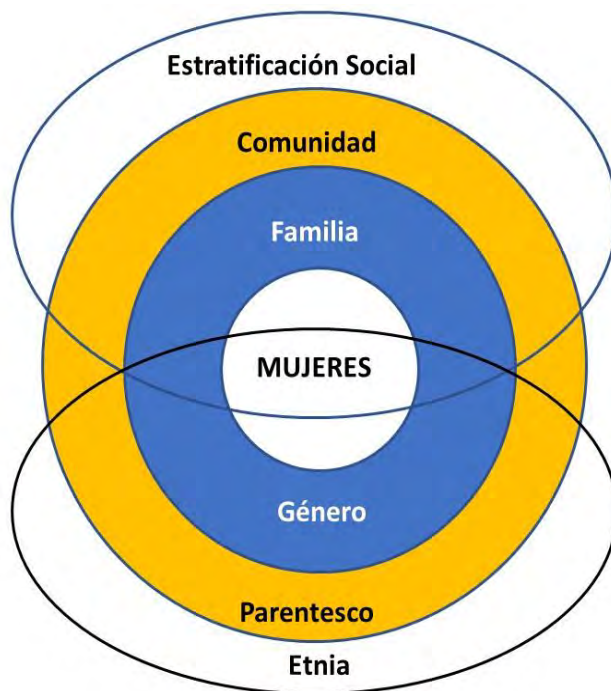 Estratificación Social
Comunidad
Familia
MUJERES
Género
Parentesco
Etnia